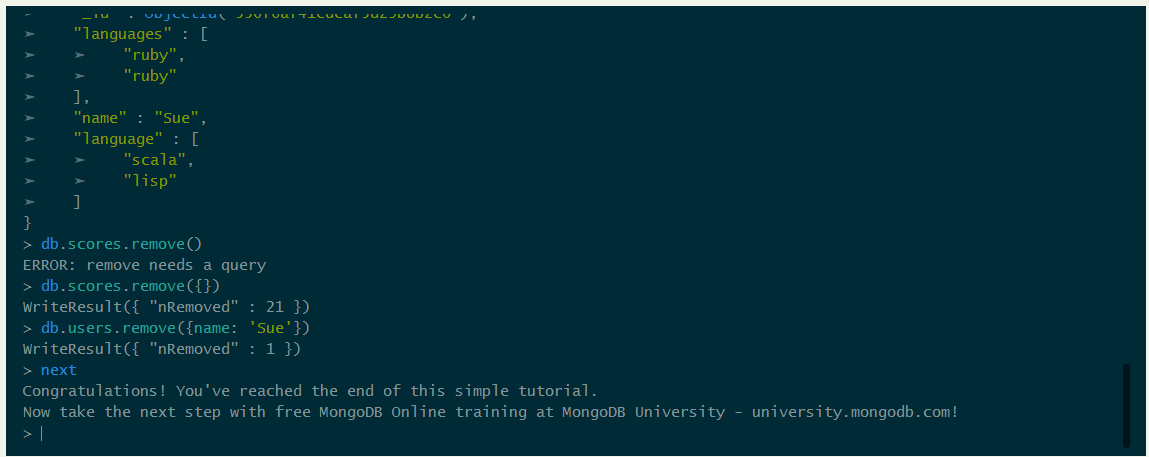 "languages" : [
"ruby",
"ruby"
],
"name" : "Sue",
"language" : [
"scala",
"lisp"
]
}
> db.scores.remove()
ERROR: remove needs a query
> db.scores.remove({})
WriteResult({ "nRemoved" : 21 })
> db.users.remove({name: 'Sue'})
WriteResult({ "nRemoved" : 1 })
> next
Congratulations! You've reached the end of this simple tutorial.
Now take the next step with free MongoDB Online training at MongoDB University - university.mongodb.com!
>